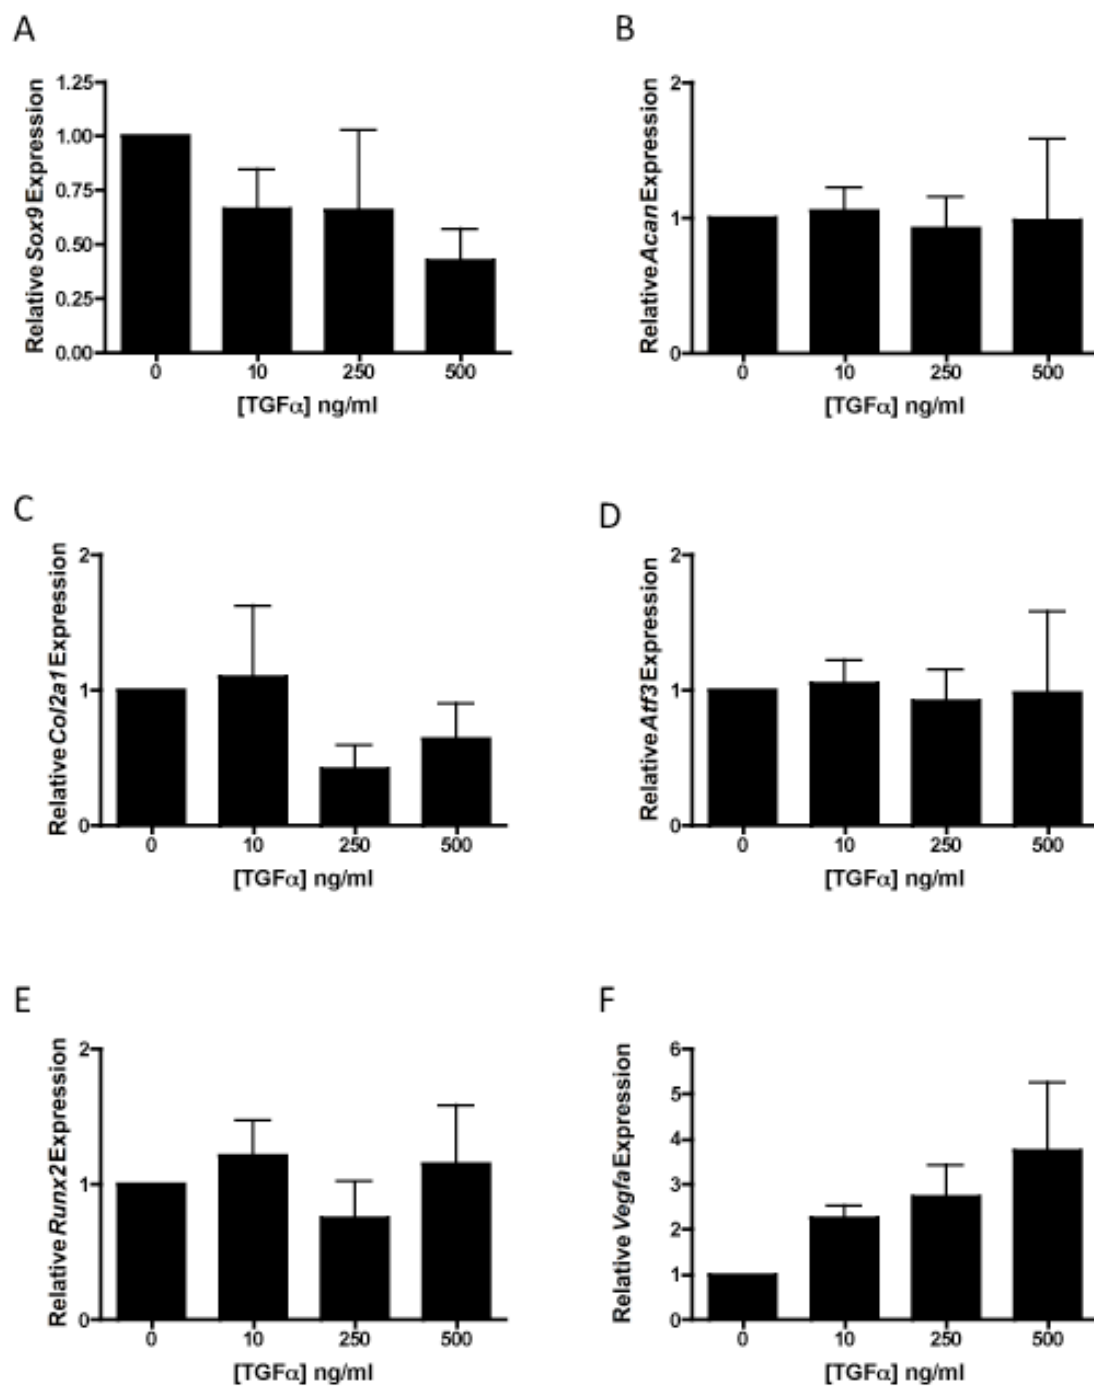 A
Relative Sox9 Expression
1.25
1.00
0.75
0.50
0.25
0.00
0 10 250 500
[TGFα] ng/ml
B
Relative Acan Expression
2
1
0
0 10 250 500
[TGFα] ng/ml
C
Relative Col2a1 Expression
2
1
0
0 10 250 500
[TGFα] ng/ml
D
Relative Atf3 Expression
2
1
0
0 10 250 500
[TGFα] ng/ml
E
Relative Runx2 Expression
2
1
0
0 10 250 500
[TGFα] ng/ml
F
Relative Vegfa Expression
6
5
4
3
2
1
0
0 10 250 500
[TGFα] ng/ml